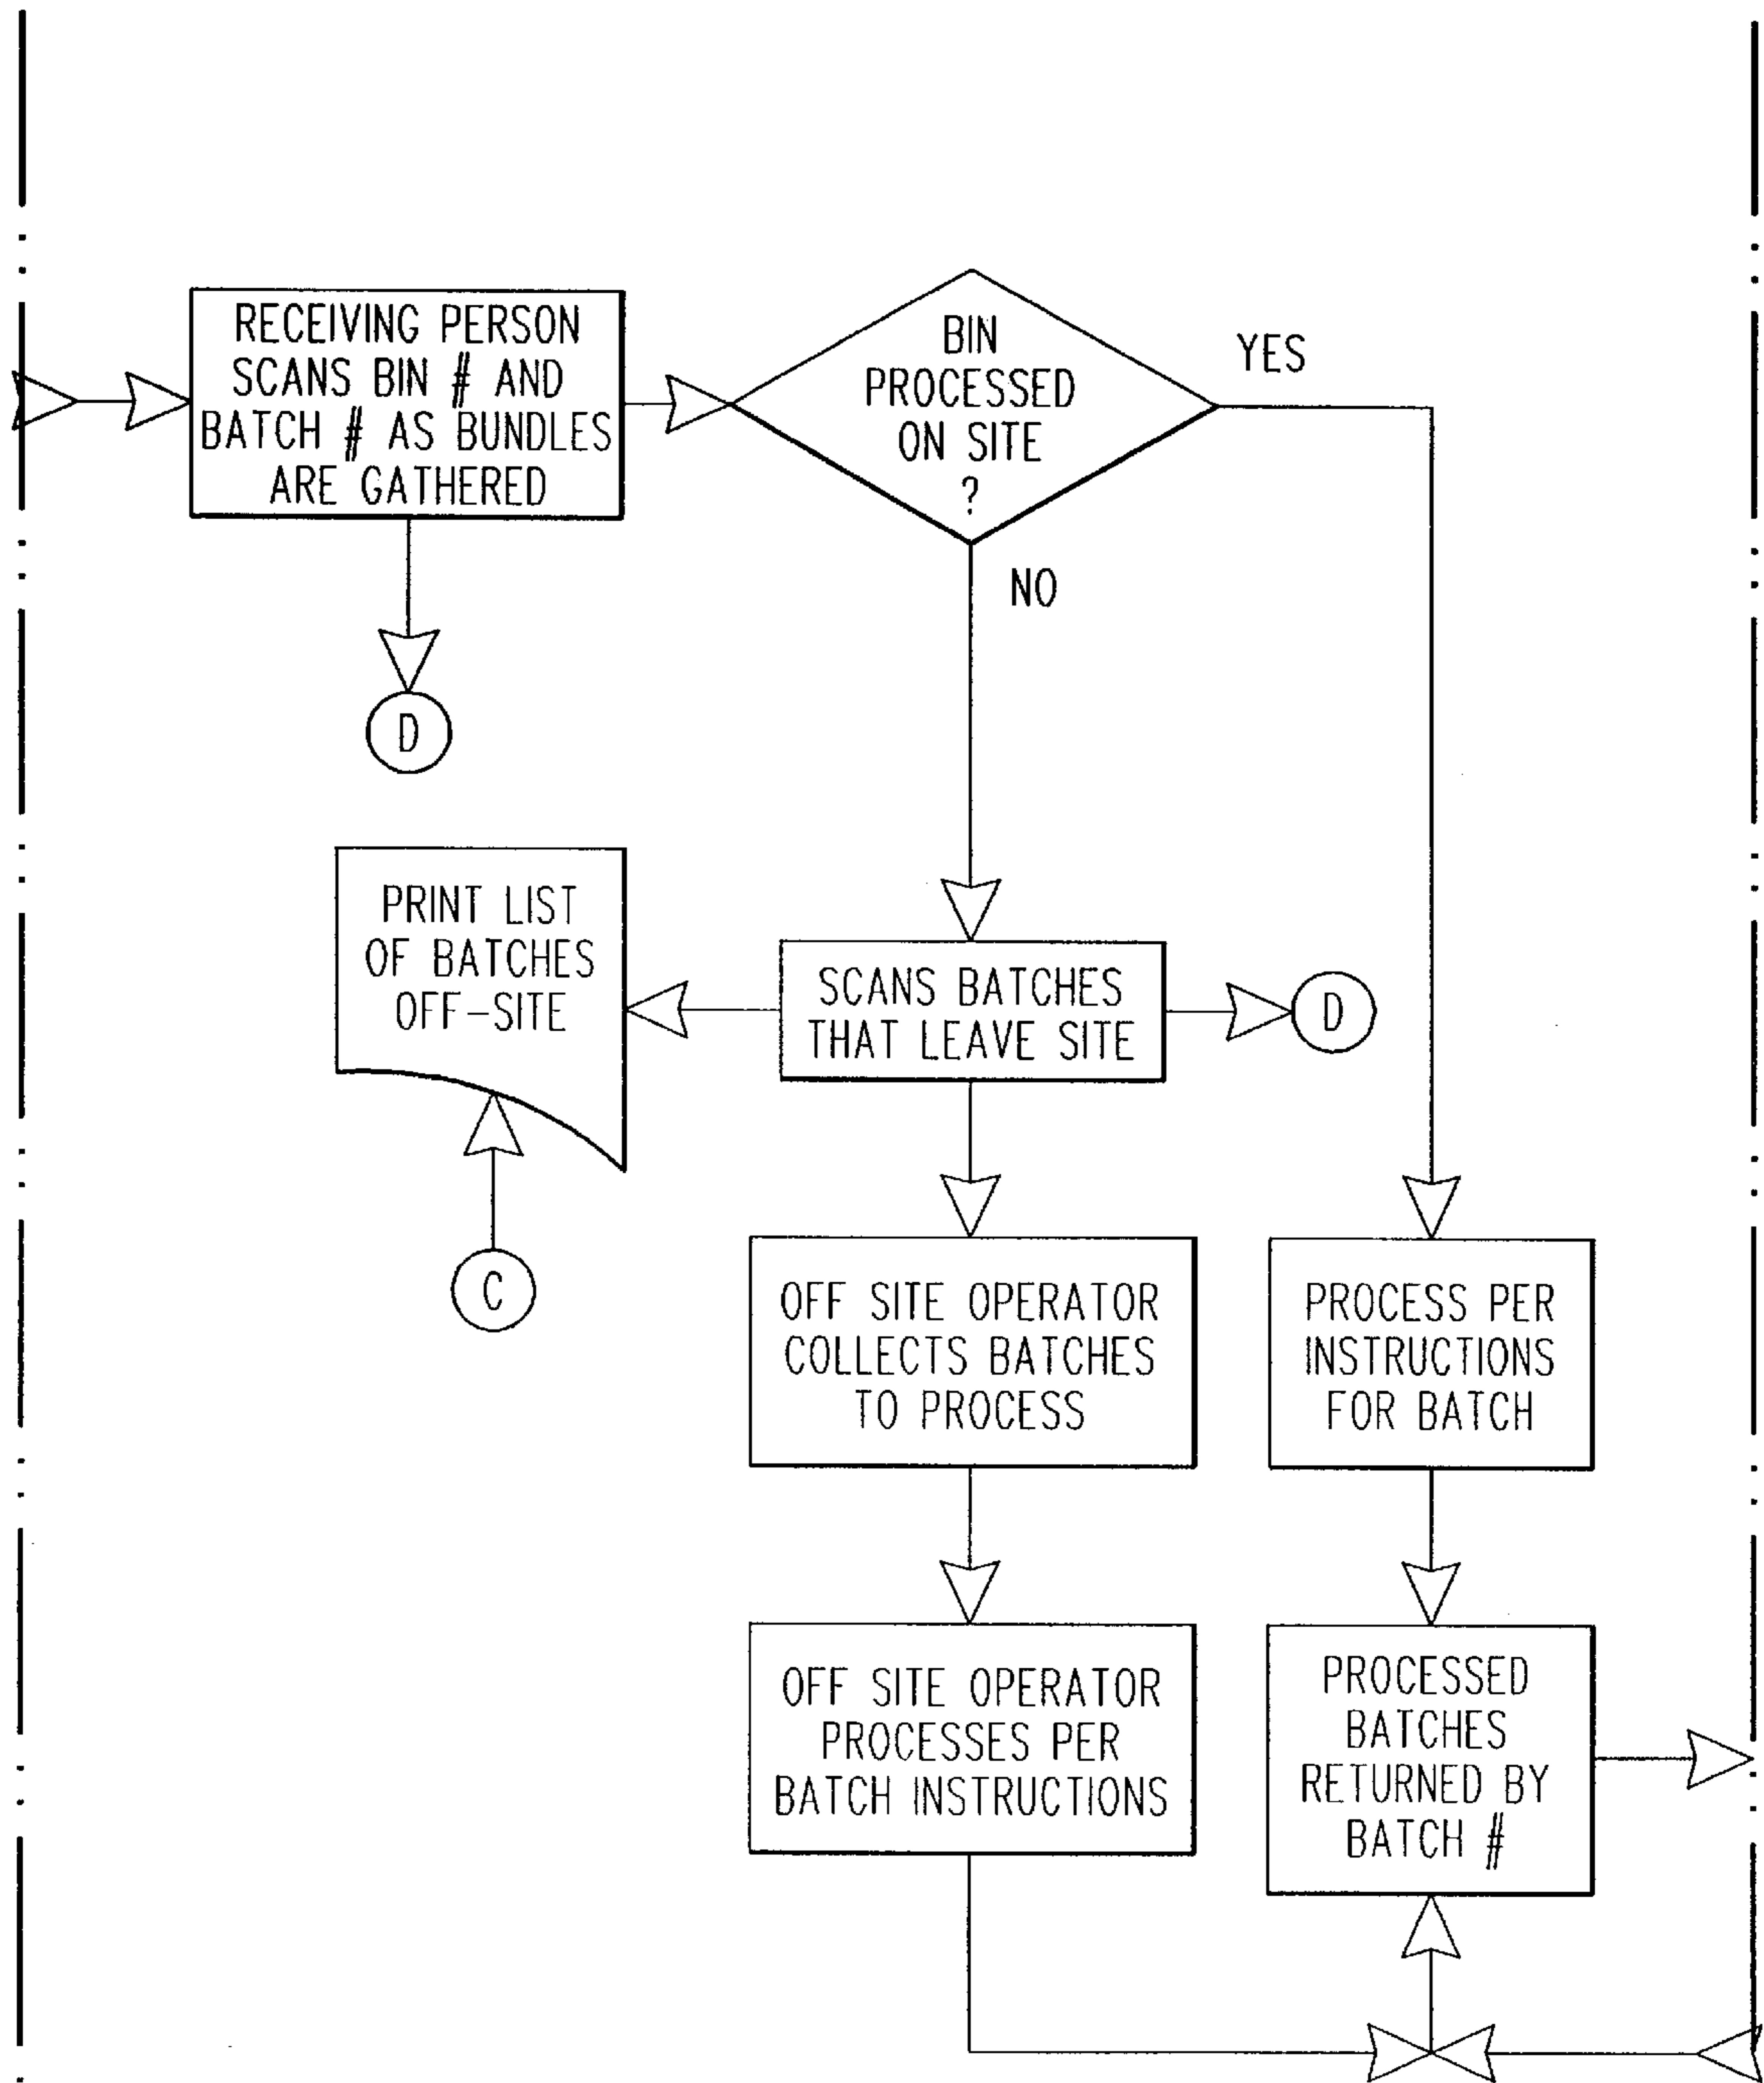 RECEIVING PERSON
SCANS BIN # AND
BATCH # AS BUNDLES
ARE GATHERED
BIN
PROCESSED
ON SITE
?
YES
NO
D
PRINT LIST
OF BATCHES
OFF-SITE
SCANS BATCHES
THAT LEAVE SITE
D
C
OFF SITE OPERATOR
COLLECTS BATCHES
TO PROCESS
PROCESS PER
INSTRUCTIONS
FOR BATCH
OFF SITE OPERATOR
PROCESSES PER
BATCH INSTRUCTIONS
PROCESSED
BATCHES
RETURNED BY
BATCH #